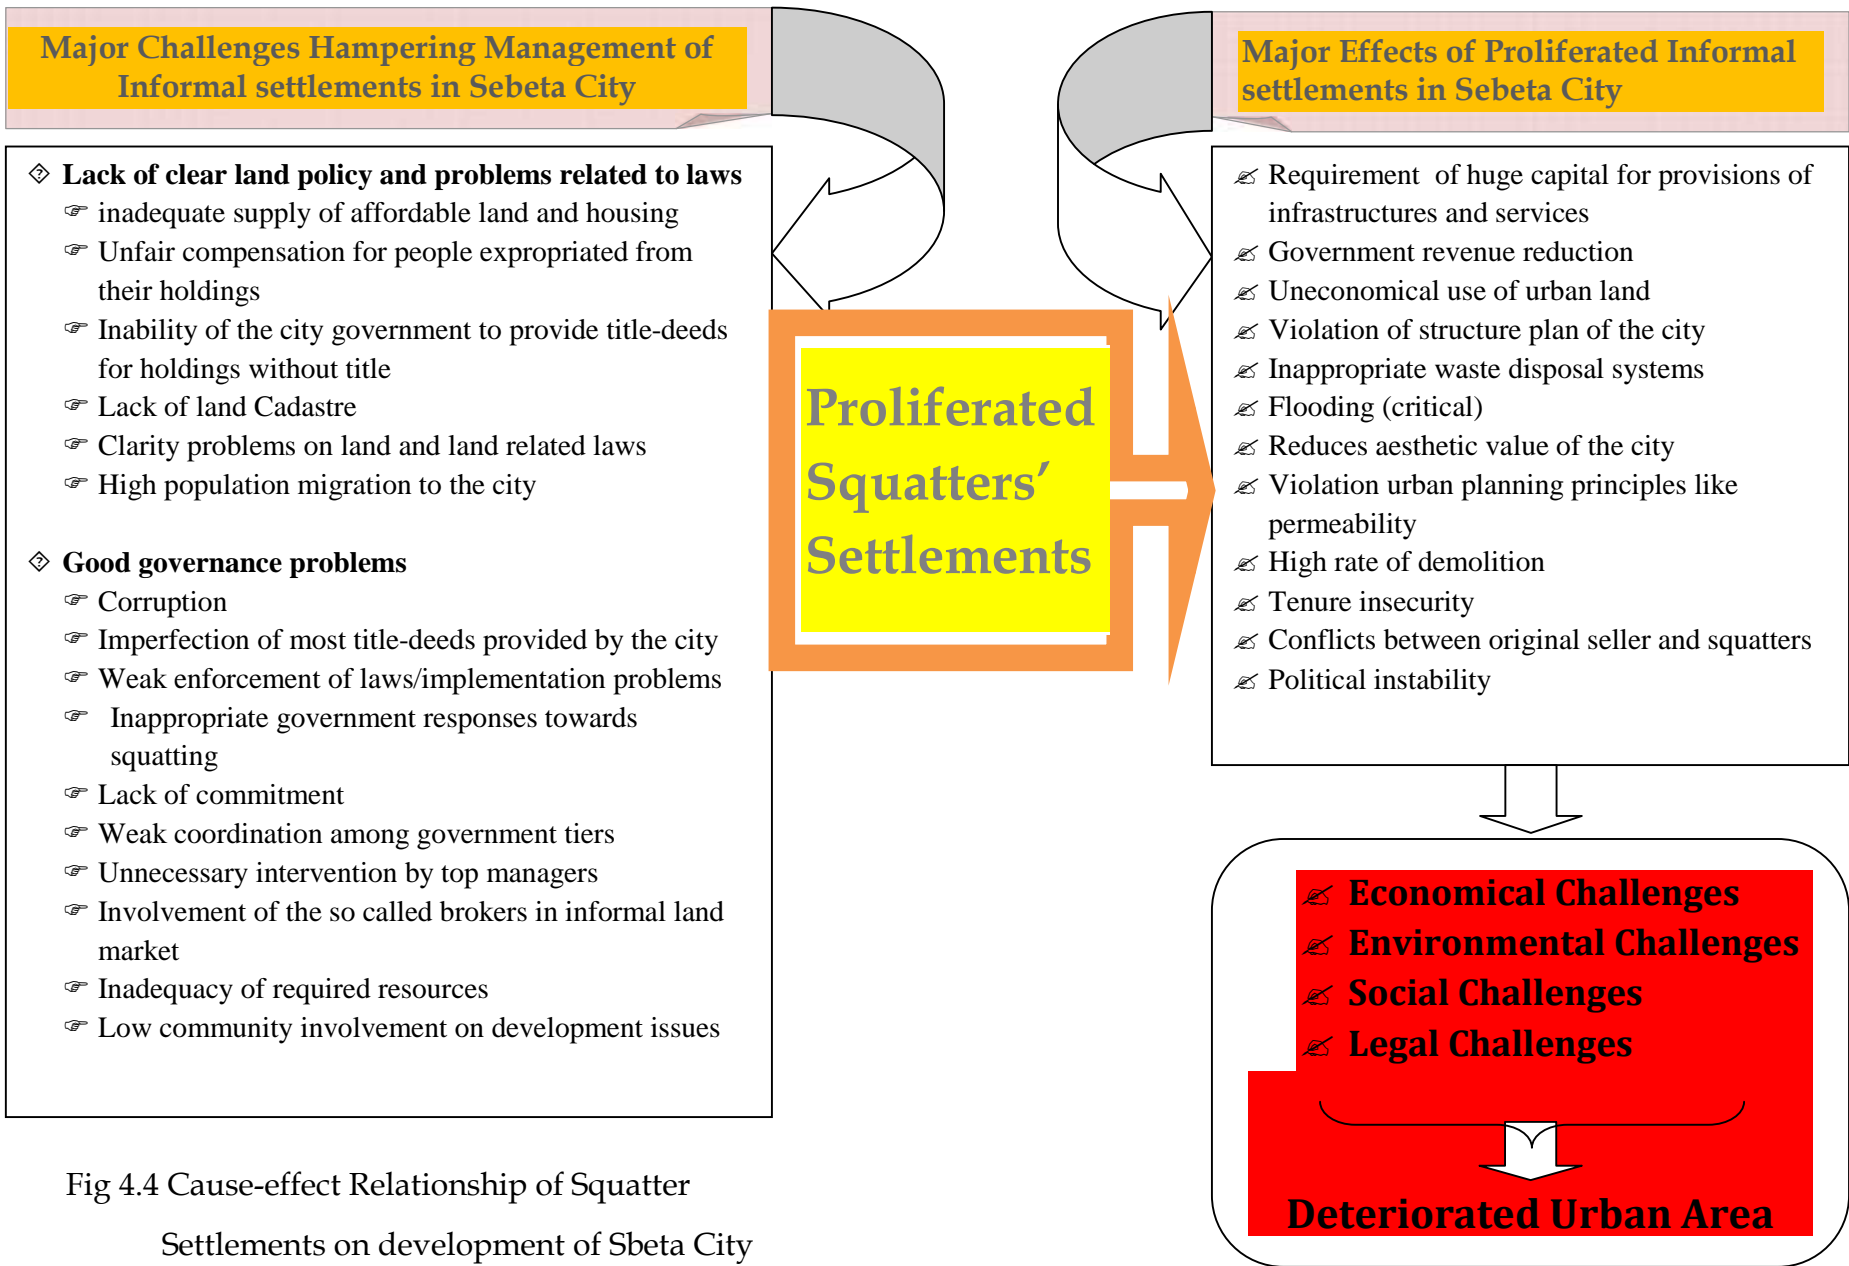 Major Challenges Hampering Management of
Informal settlements in Sebeta City
Lack of clear land policy and problems related to laws
inadequate supply of affordable land and housing
Unfair compensation for people expropriated from
their holdings
Inability of the city government to provide title-deeds
for holdings without title
Lack of land Cadastre
Clarity problems on land and land related laws
High population migration to the city
Good governance problems
Corruption
Imperfection of most title-deeds provided by the city
Weak enforcement of laws/implementation problems
Inappropriate government responses towards
squatting
Lack of commitment
Weak coordination among government tiers
Unnecessary intervention by top managers
Involvement of the so called brokers in informal land
market
Inadequacy of required resources
Low community involvement on development issues
Proliferated
Squatters’
Settlements
Major Effects of Proliferated Informal
settlements in Sebeta City
Requirement of huge capital for provisions of
infrastructures and services
Government revenue reduction
Uneconomical use of urban land
Violation of structure plan of the city
Inappropriate waste disposal systems
Flooding (critical)
Reduces aesthetic value of the city
Violation urban planning principles like
permeability
High rate of demolition
Tenure insecurity
Conflicts between original seller and squatters
Political instability
Economical Challenges
Environmental Challenges
Social Challenges
Legal Challenges
Deteriorated Urban Area
Fig 4.4 Cause-effect Relationship of Squatter
Settlements on development of Sbeta City